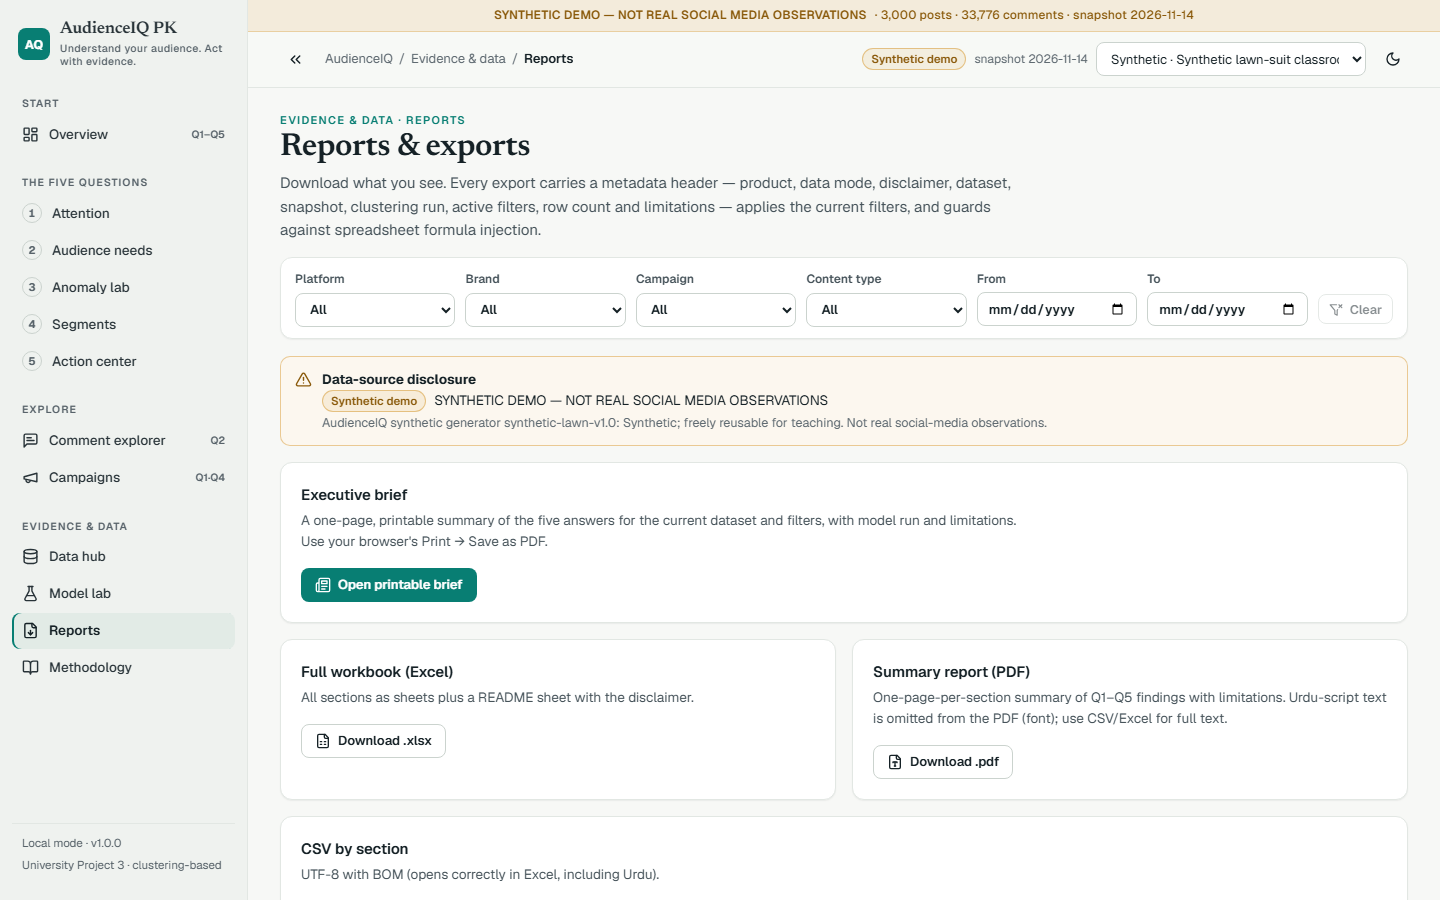 AQ
AudienceIQ PK
Understand your audience. Act
with evidence.
START
Overview Q1–Q5
THE FIVE QUESTIONS
1 Attention
2 Audience needs
3 Anomaly lab
4 Segments
5 Action center
EXPLORE
Comment explorer Q2
Campaigns Q1-Q4
EVIDENCE & DATA
Data hub
Model lab
Reports
Methodology
Local mode · v1.0.0
University Project 3 · clustering-based
SYNTHETIC DEMO — NOT REAL SOCIAL MEDIA OBSERVATIONS · 3,000 posts · 33,776 comments · snapshot 2026-11-14
AudienceIQ / Evidence & data / Reports
Synthetic demo snapshot 2026-11-14 Synthetic · Synthetic lawn-suit classroo
EVIDENCE & DATA · REPORTS
Reports & exports
Download what you see. Every export carries a metadata header — product, data mode, disclaimer, dataset,
snapshot, clustering run, active filters, row count and limitations — applies the current filters, and guards
against spreadsheet formula injection.
Platform Brand Campaign Content type From To
All All All All mm/dd/yyyy mm/dd/yyyy Clear
Data-source disclosure
Synthetic demo SYNTHETIC DEMO — NOT REAL SOCIAL MEDIA OBSERVATIONS
AudienceIQ synthetic generator synthetic-lawn-v1.0: Synthetic; freely reusable for teaching. Not real social-media observations.
Executive brief
A one-page, printable summary of the five answers for the current dataset and filters, with model run and limitations.
Use your browser's Print → Save as PDF.
Open printable brief
Full workbook (Excel)
All sections as sheets plus a README sheet with the disclaimer.
Download .xlsx
Summary report (PDF)
One-page-per-section summary of Q1–Q5 findings with limitations. Urdu-script text
is omitted from the PDF (font); use CSV/Excel for full text.
Download .pdf
CSV by section
UTF-8 with BOM (opens correctly in Excel, including Urdu).